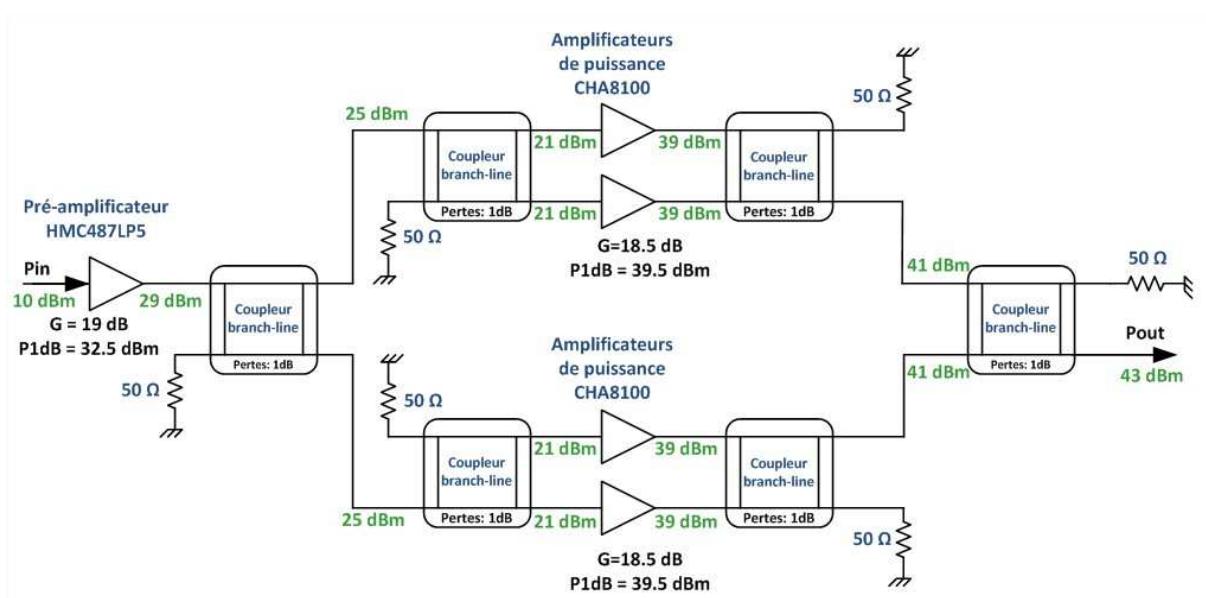 Amplificateurs
de puissance
CHA8100
50 Ω
25 dBm
Coupleur
branch-line
Pertes: 1dB
21 dBm
39 dBm
Coupleur
branch-line
Pertes: 1dB
21 dBm
39 dBm
50 Ω
G=18.5 dB
P1dB = 39.5 dBm
Pré-amplificateur
HMC487LP5
Pin
10 dBm
29 dBm
G = 19 dB
P1dB = 32.5 dBm
Coupleur
branch-line
Pertes: 1dB
50 Ω
41 dBm
50 Ω
Coupleur
branch-line
Pertes: 1dB
Pout
41 dBm
43 dBm
Amplificateurs
de puissance
CHA8100
50 Ω
21 dBm
39 dBm
Coupleur
branch-line
Pertes: 1dB
Coupleur
branch-line
Pertes: 1dB
25 dBm
21 dBm
39 dBm
50 Ω
G=18.5 dB
P1dB = 39.5 dBm